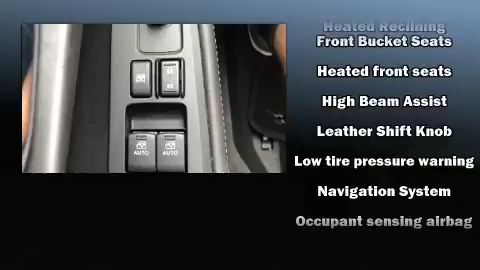 Heated Reclining
Front Bucket Seats
Heated front seats
High Beam Assist
Leather Shift Knob
Low tire pressure warning
Navigation System
Occupant sensing airbag
AUTO AUTO